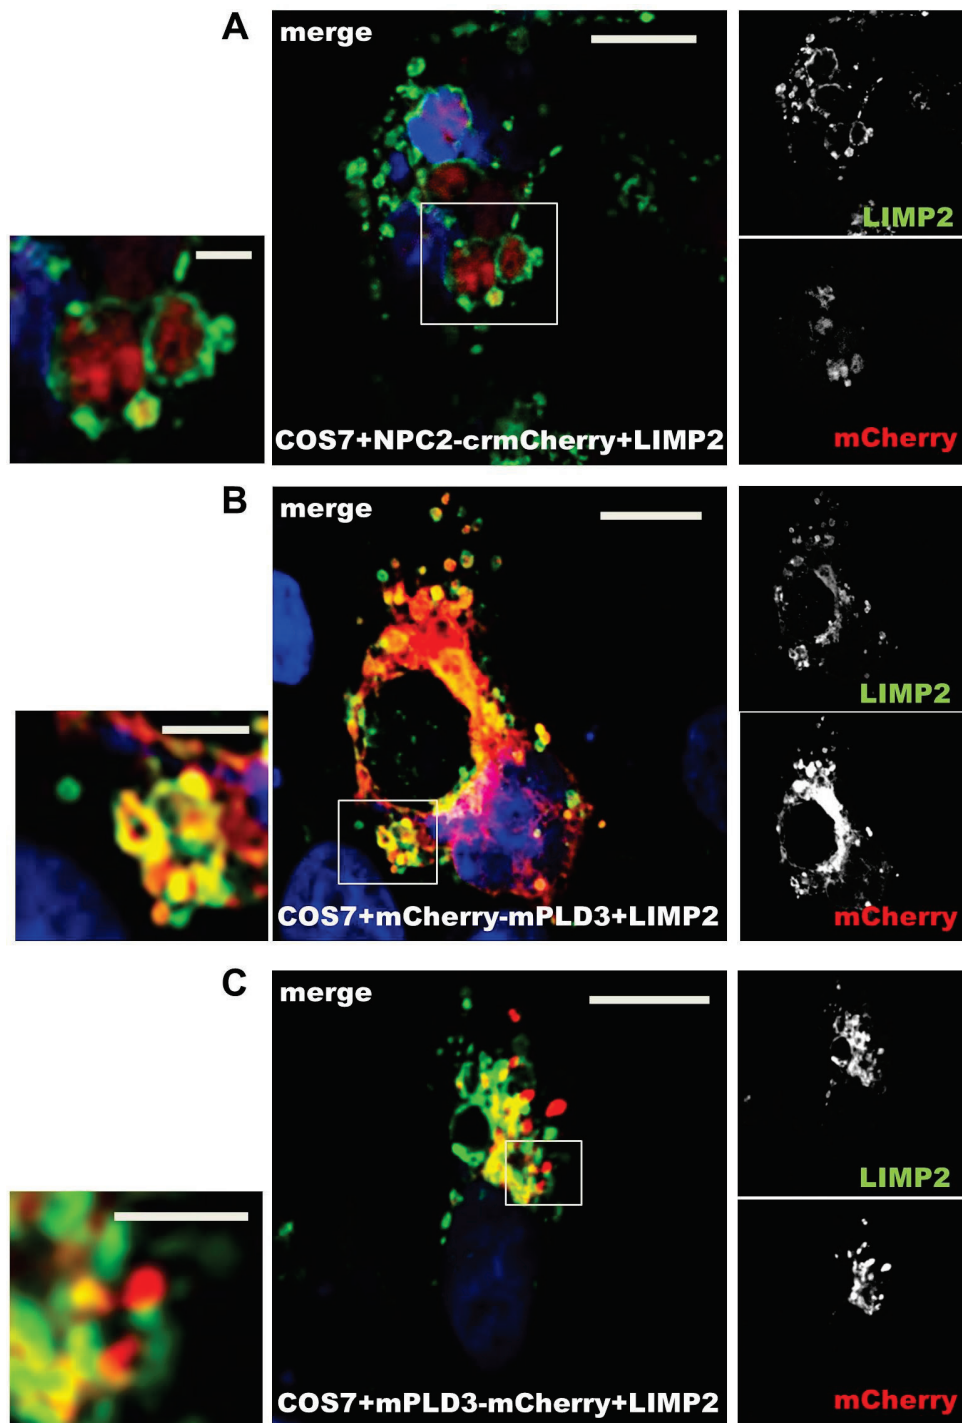 A
merge
LIMP2
mCherry
COS7+NPC2-crmCherry+LIMP2
B
merge
LIMP2
mCherry
COS7+mCherry-mPLD3+LIMP2
C
merge
LIMP2
mCherry
COS7+mPLD3-mCherry+LIMP2